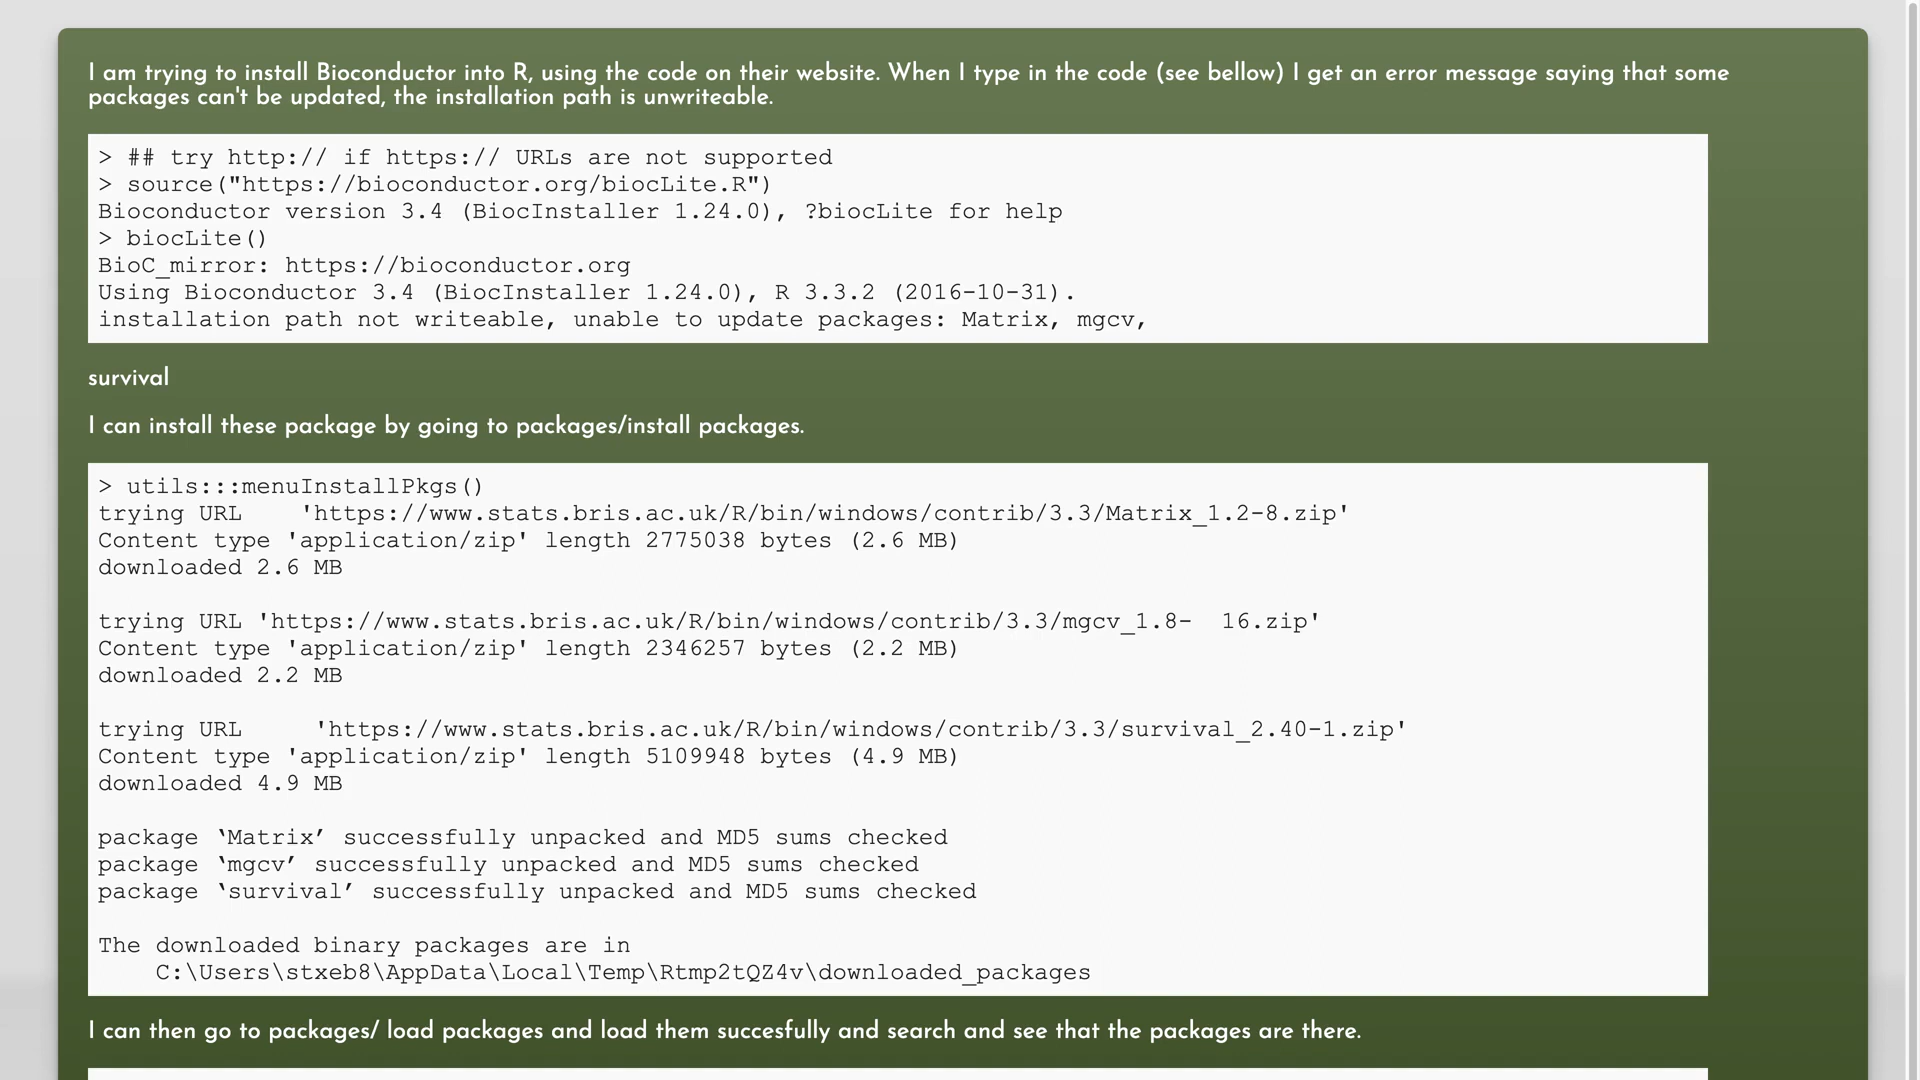 I am trying to install Bioconductor into R, using the code on their website. When I type in the code (see bellow) I get an error message saying that some
packages can't be updated, the installation path is unwriteable.
> ## try http:// if https:// URLs are not supported
> source("https://bioconductor.org/biocLite.R")
Bioconductor version 3.4 (BiocInstaller 1.24.0), ?biocLite for help
> biocLite()
BioC_mirror: https://bioconductor.org
Using Bioconductor 3.4 (BiocInstaller 1.24.0), R 3.3.2 (2016-10-31).
installation path not writeable, unable to update packages: Matrix, mgcv,
survival
I can install these package by going to packages/install packages.
> utils:::menuInstallPkgs()
trying URL    'https://www.stats.bris.ac.uk/R/bin/windows/contrib/3.3/Matrix_1.2-8.zip'
Content type 'application/zip' length 2775038 bytes (2.6 MB)
downloaded 2.6 MB
trying URL 'https://www.stats.bris.ac.uk/R/bin/windows/contrib/3.3/mgcv_1.8-  16.zip'
Content type 'application/zip' length 2346257 bytes (2.2 MB)
downloaded 2.2 MB
trying URL     'https://www.stats.bris.ac.uk/R/bin/windows/contrib/3.3/survival_2.40-1.zip'
Content type 'application/zip' length 5109948 bytes (4.9 MB)
downloaded 4.9 MB
package ‘Matrix’ successfully unpacked and MD5 sums checked
package ‘mgcv’ successfully unpacked and MD5 sums checked
package ‘survival’ successfully unpacked and MD5 sums checked
The downloaded binary packages are in
    C:\Users\stxeb8\AppData\Local\Temp\Rtmp2tQZ4v\downloaded_packages
I can then go to packages/ load packages and load them succesfully and search and see that the packages are there.